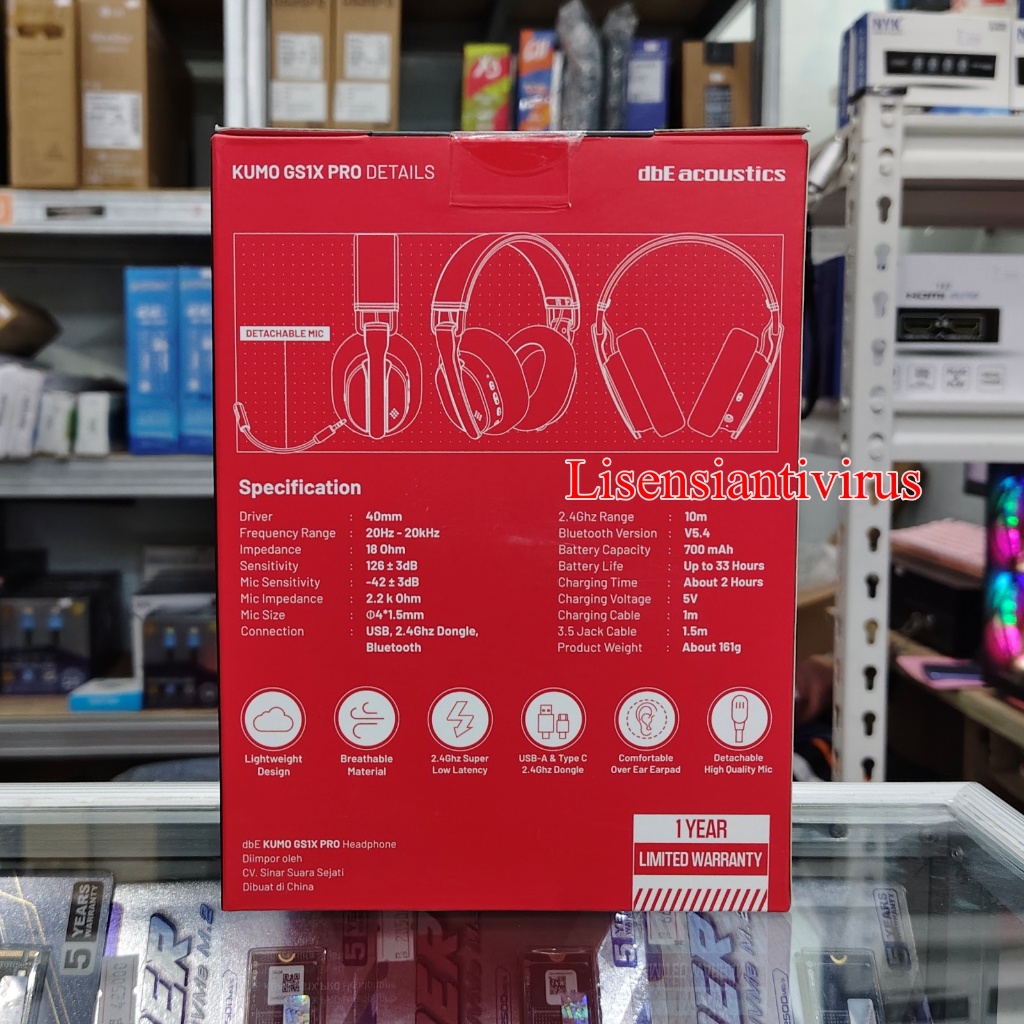 NYK
HDMI
KUMO GS1X PRO DETAILS
dbE acoustics
DETACHABLE MIC
Lisensiantivirus
Specification
Driver : 40mm
Frequency Range : 20Hz - 20kHz
Impedance : 18 Ohm
Sensitivity : 126 ± 3dB
Mic Sensitivity : -42 ± 3dB
Mic Impedance : 2.2 k Ohm
Mic Size : Φ4*1.5mm
Connection : USB, 2.4Ghz Dongle,
Bluetooth
2.4Ghz Range : 10m
Bluetooth Version : V5.4
Battery Capacity : 700 mAh
Battery Life : Up to 33 Hours
Charging Time : About 2 Hours
Charging Voltage : 5V
Charging Cable : 1m
3.5 Jack Cable : 1.5m
Product Weight : About 161g
Lightweight
Design
Breathable
Material
2.4Ghz Super
Low Latency
USB-A & Type C
2.4Ghz Dongle
Comfortable
Over Ear Earpad
Detachable
High Quality Mic
1 YEAR
LIMITED WARRANTY
dbE KUMO GS1X PRO Headphone
Diimpor oleh
CV. Sinar Suara Sejati
Dibuat di China
5 YEARS
WARRANTY